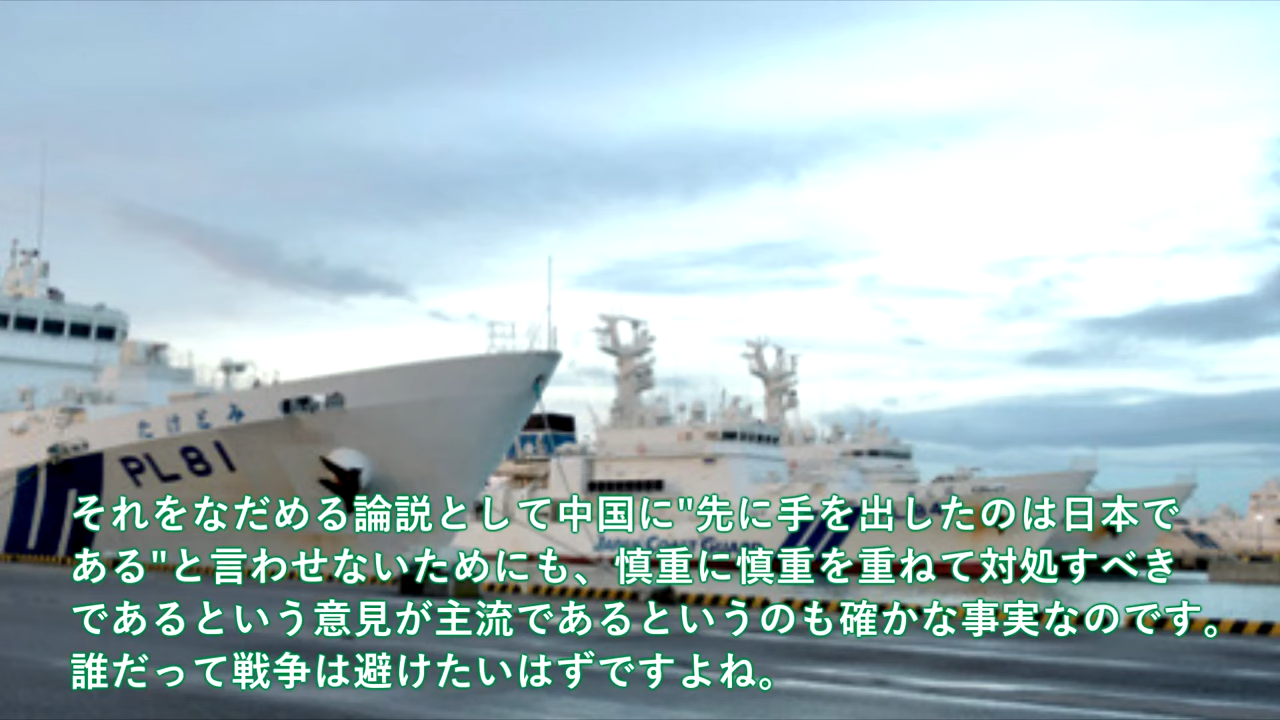 たけとみ
PL81
JAPAN COAST GUARD
それをなだめる論説として中国に"先に手を出したのは日本で
ある"と言わせないためにも、慎重に慎重を重ねて対処すべき
であるという意見が主流であるというのも確かな事実なのです。
誰だって戦争は避けたいはずですよね。